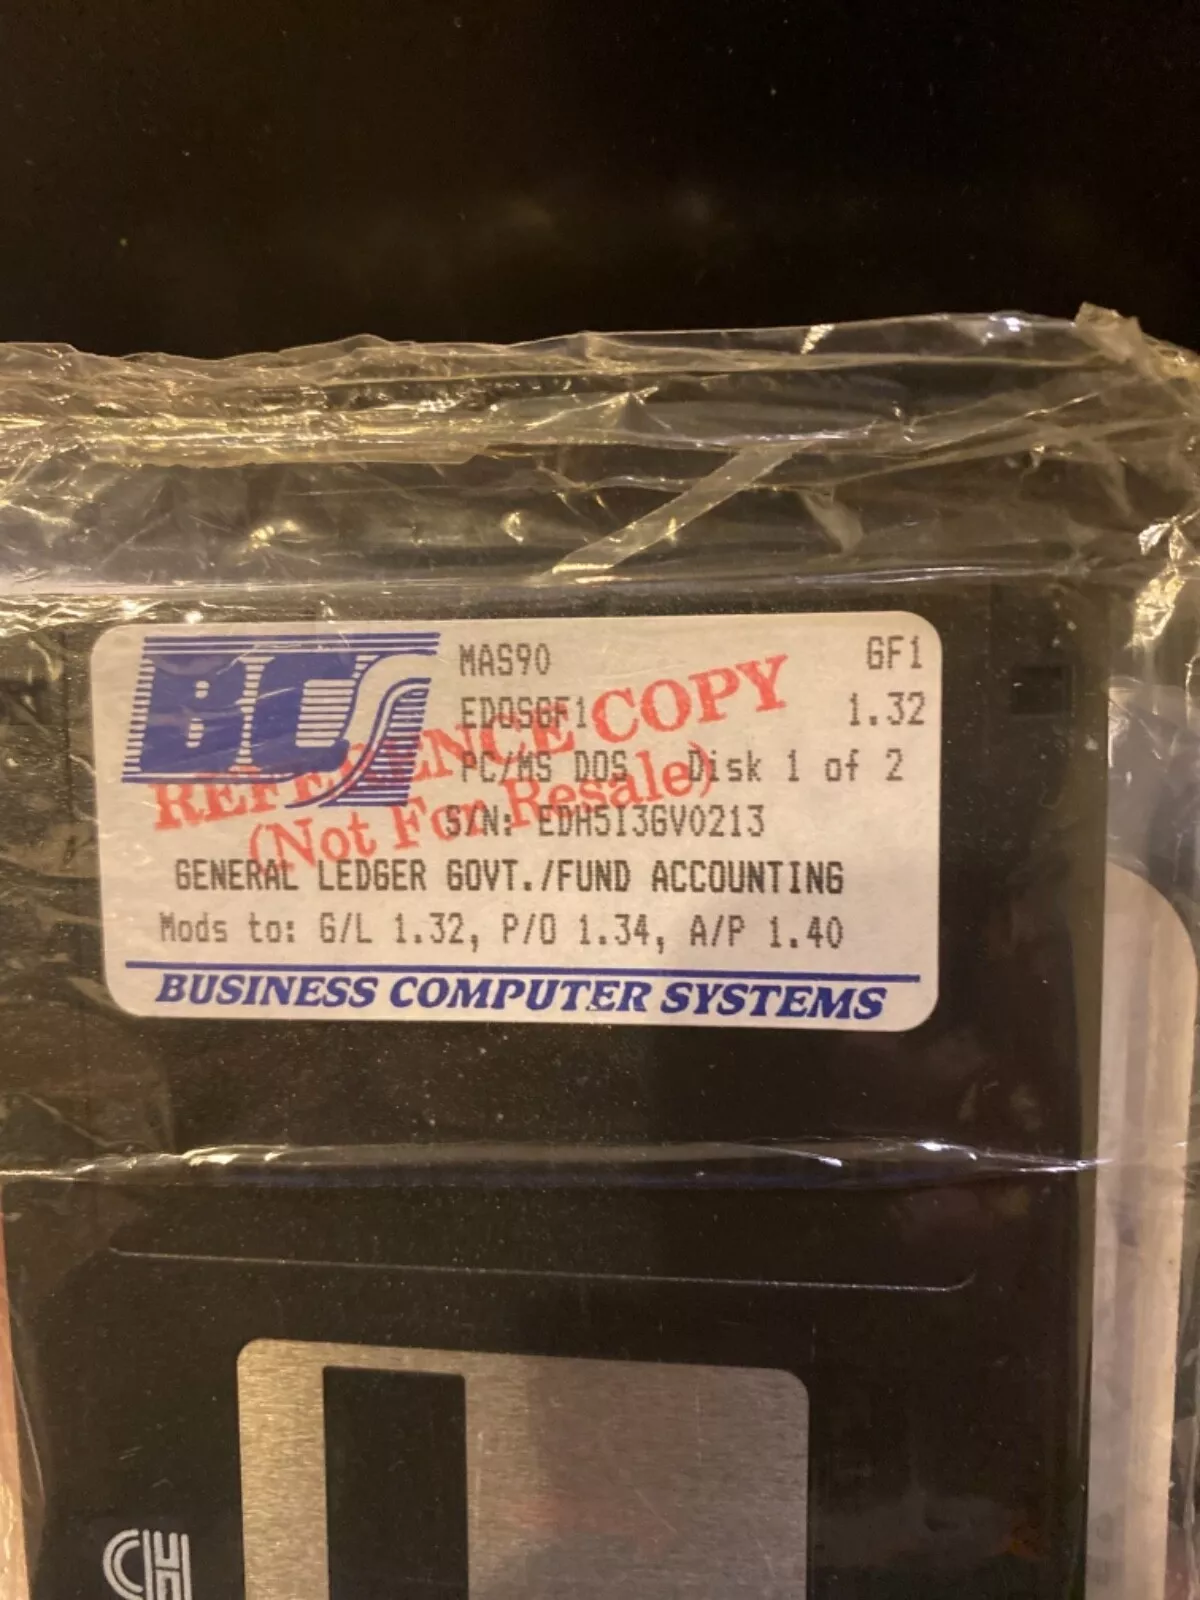 BCS
MAS90 GF1
EDOSGF1 1.32
PC/MS DOS Disk 1 of 2
S/N: EDH5I3GV0213
GENERAL LEDGER GOVT./FUND ACCOUNTING
Mods to: G/L 1.32, P/O 1.34, A/P 1.40
BUSINESS COMPUTER SYSTEMS
REFERENCE COPY
(Not For Resale)